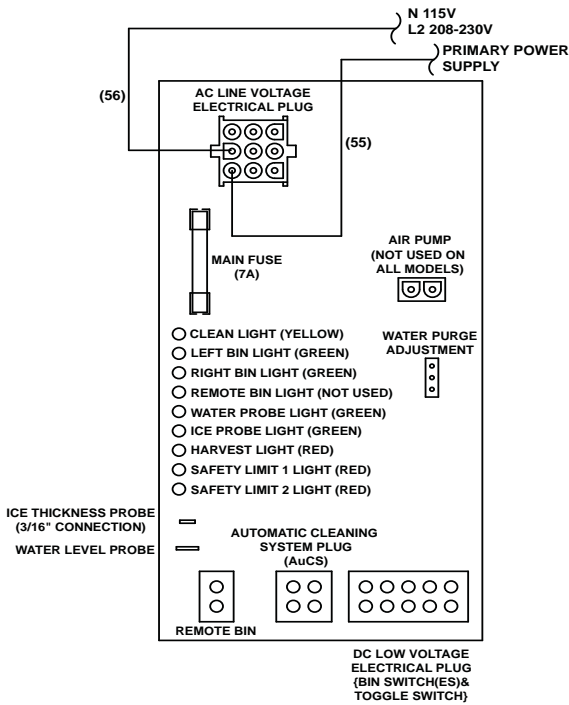 N 115V
L2 208-230V
PRIMARY POWER
SUPPLY
(56)
AC LINE VOLTAGE
ELECTRICAL PLUG
(55)
MAIN FUSE
(7A)
AIR PUMP
(NOT USED ON
ALL MODELS)
CLEAN LIGHT (YELLOW)
LEFT BIN LIGHT (GREEN)
RIGHT BIN LIGHT (GREEN)
REMOTE BIN LIGHT (NOT USED)
WATER PROBE LIGHT (GREEN)
ICE PROBE LIGHT (GREEN)
HARVEST LIGHT (RED)
SAFETY LIMIT 1 LIGHT (RED)
SAFETY LIMIT 2 LIGHT (RED)
WATER PURGE
ADJUSTMENT
ICE THICKNESS PROBE
(3/16" CONNECTION)
WATER LEVEL PROBE
AUTOMATIC CLEANING
SYSTEM PLUG
(AuCS)
REMOTE BIN
DC LOW VOLTAGE
ELECTRICAL PLUG
{BIN SWITCH(ES)&
TOGGLE SWITCH}